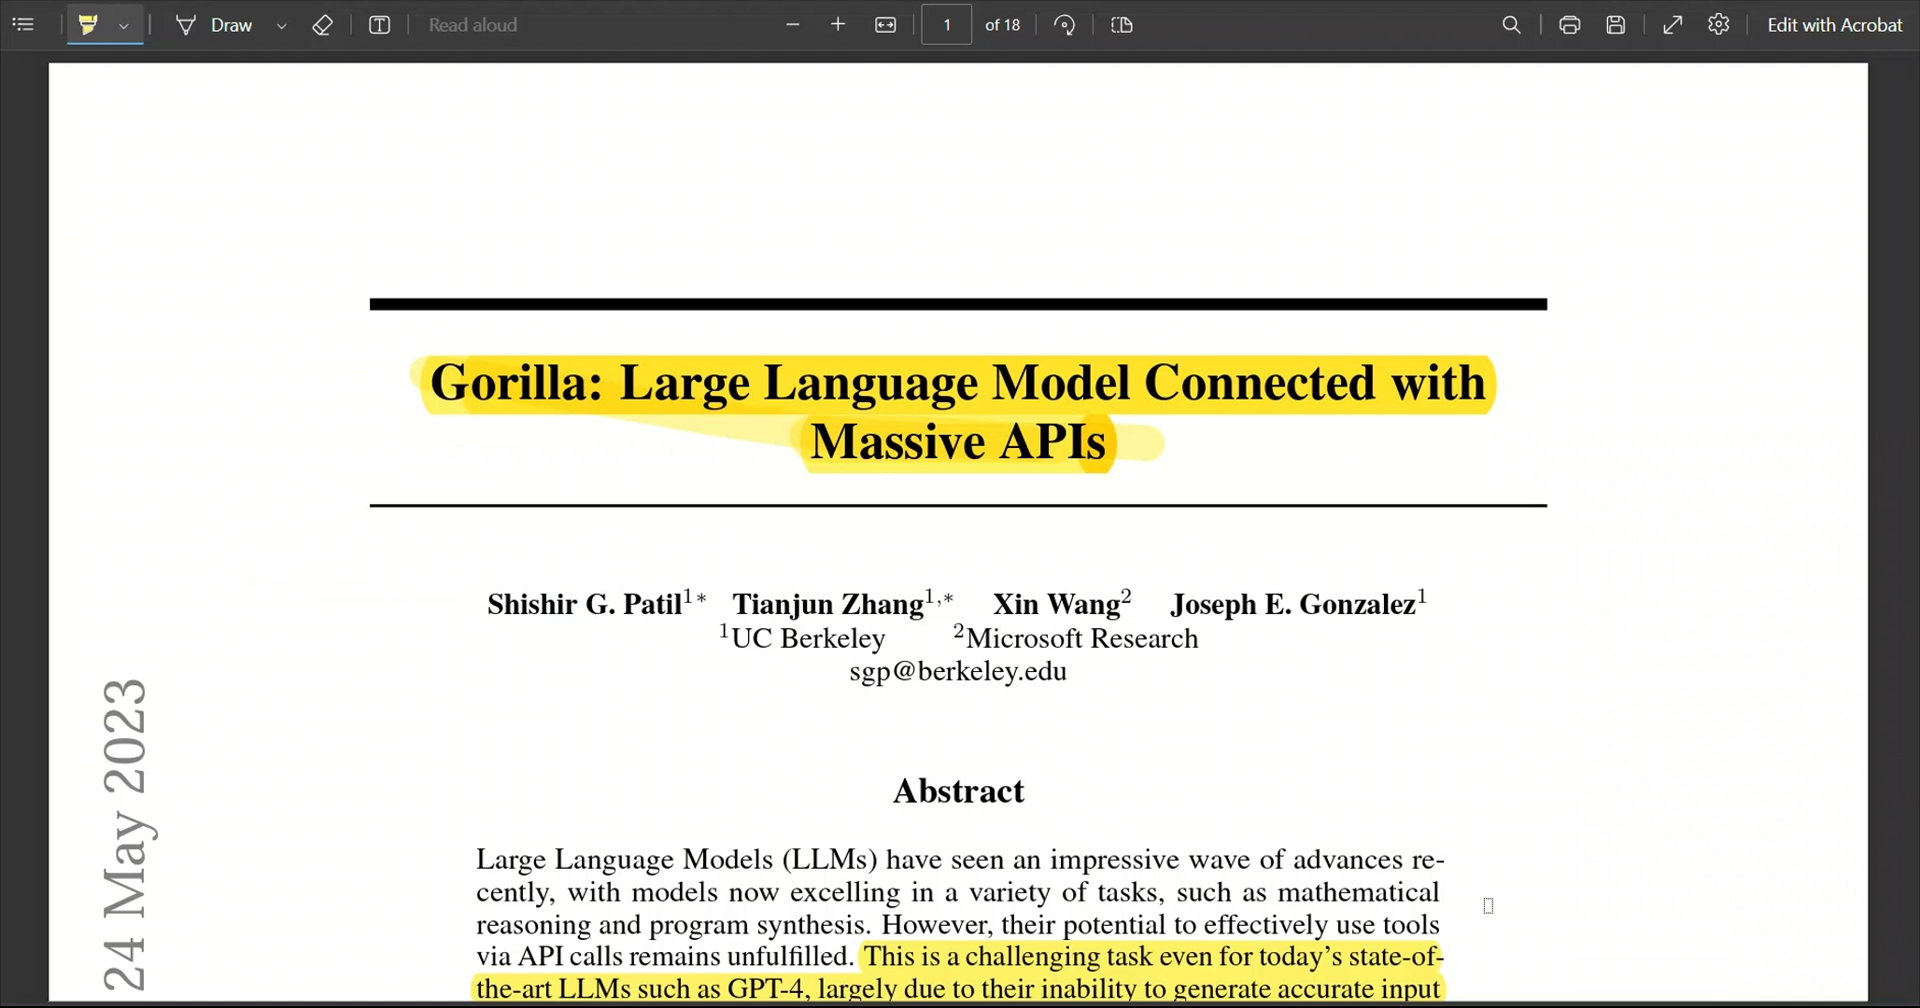 Draw
Read aloud
1 of 18
Edit with Acrobat
Gorilla: Large Language Model Connected with
Massive APIs
Shishir G. Patil¹* Tianjun Zhang¹,* Xin Wang² Joseph E. Gonzalez¹
¹UC Berkeley ²Microsoft Research
sgp@berkeley.edu
24 May 2023
Abstract
Large Language Models (LLMs) have seen an impressive wave of advances re-
cently, with models now excelling in a variety of tasks, such as mathematical
reasoning and program synthesis. However, their potential to effectively use tools
via API calls remains unfulfilled. This is a challenging task even for today's state-of-
the-art LLMs such as GPT-4, largely due to their inability to generate accurate input